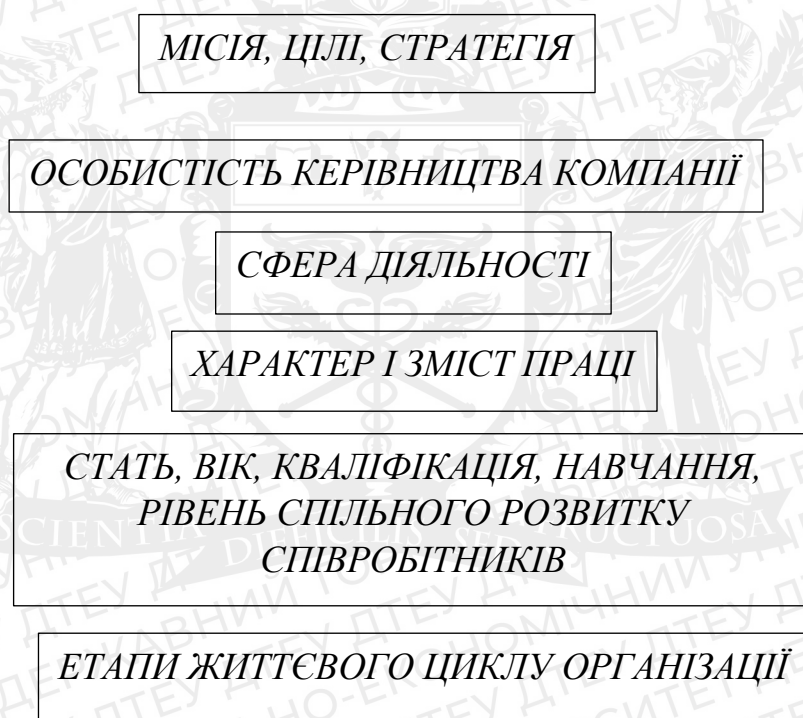 МІСІЯ, ЦІЛІ, СТРАТЕГІЯ
ОСОБИСТІСТЬ КЕРІВНИЦТВА КОМПАНІЇ
СФЕРА ДІЯЛЬНОСТІ
ХАРАКТЕР І ЗМІСТ ПРАЦІ
СТАТЬ, ВІК, КВАЛІФІКАЦІЯ, НАВЧАННЯ,
РІВЕНЬ СПІЛЬНОГО РОЗВИТКУ
СПІВРОБІТНИКІВ
ЕТАПИ ЖИТТЄВОГО ЦИКЛУ ОРГАНІЗАЦІЇ